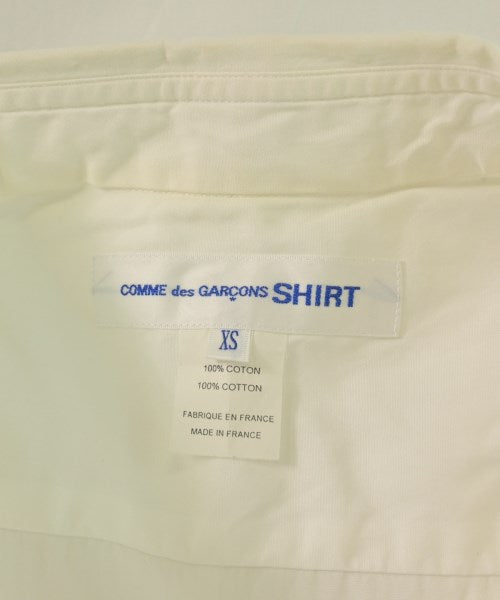 COMME des GARÇONS SHIRT
XS
100% COTON
100% COTTON
FABRIQUE EN FRANCE
MADE IN FRANCE